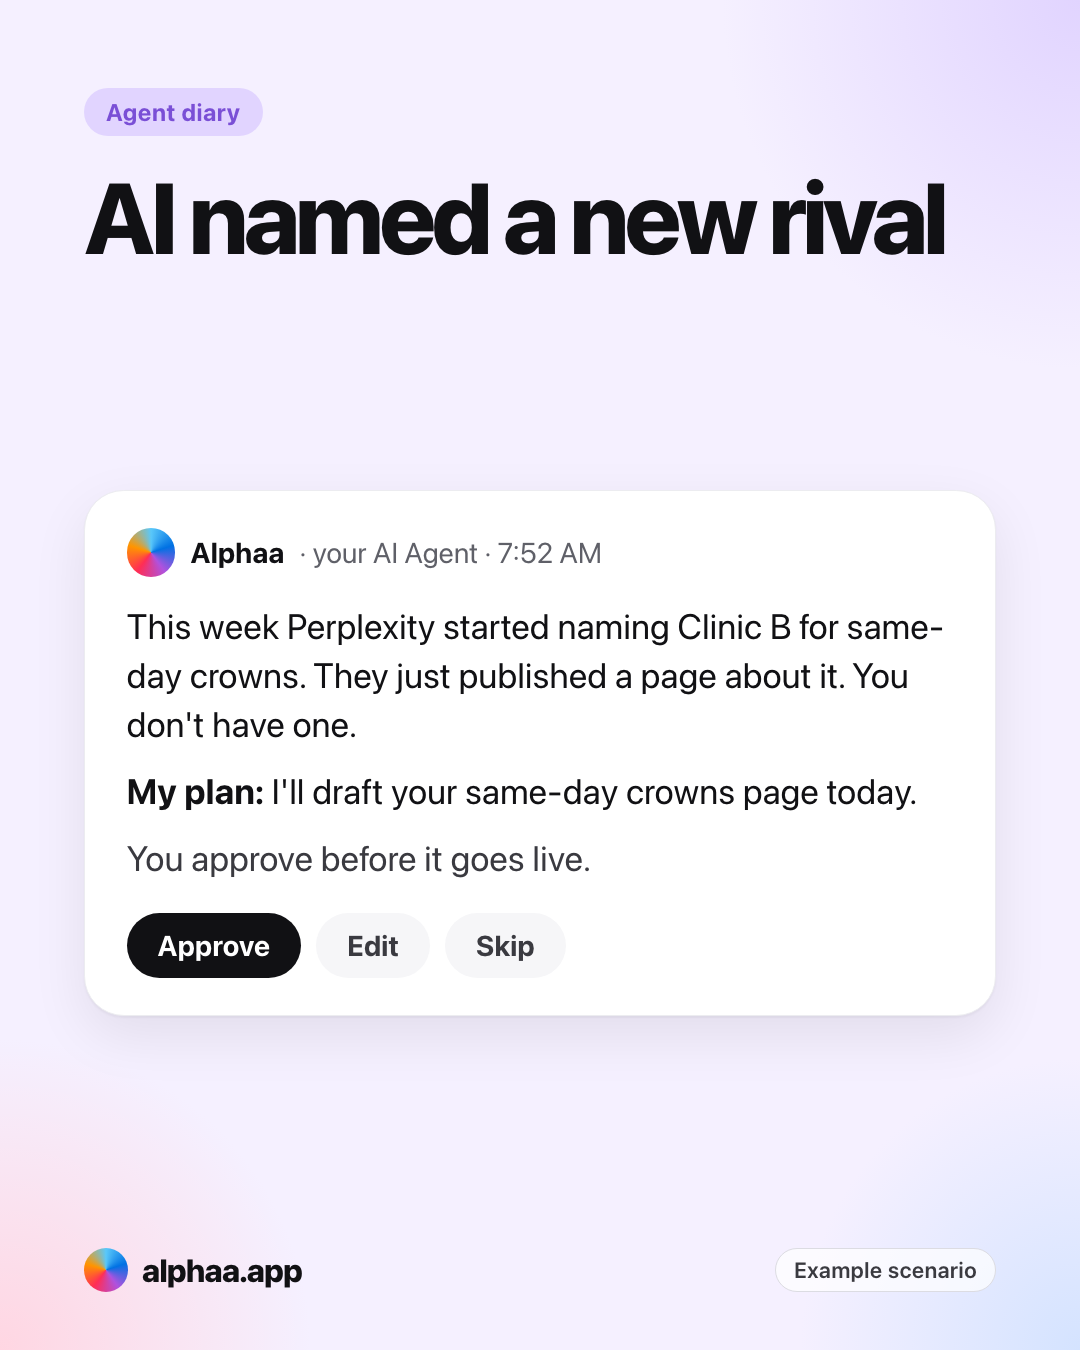 Agent diary
AI named a new rival
Alphaa · your AI Agent · 7:52 AM
This week Perplexity started naming Clinic B for same-
day crowns. They just published a page about it. You
don't have one.
My plan: I'll draft your same-day crowns page today.
You approve before it goes live.
Approve Edit Skip
alphaa.app
Example scenario